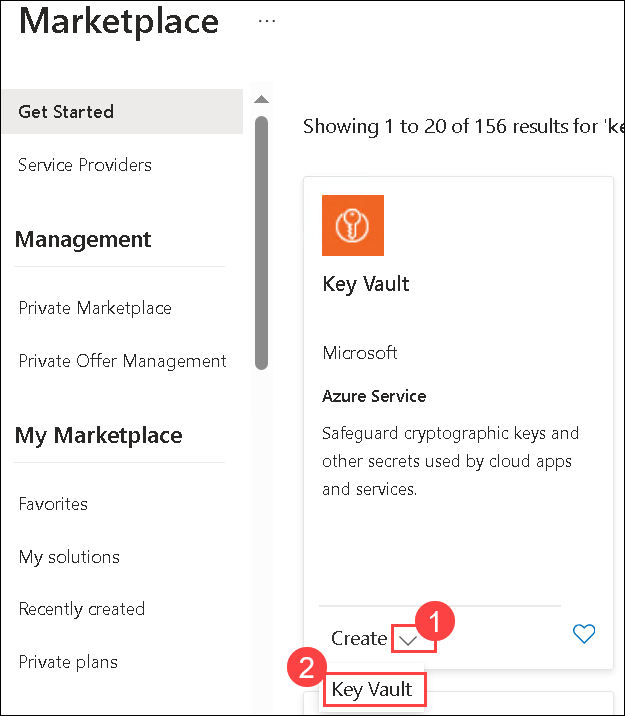 Marketplace ...
Get Started
Service Providers
Management
Private Marketplace
Private Offer Management
My Marketplace
Favorites
My solutions
Recently created
Private plans
Showing 1 to 20 of 156 results for 'ke
Key Vault
Microsoft
Azure Service
Safeguard cryptographic keys and
other secrets used by cloud apps
and services.
Create
1
2
Key Vault